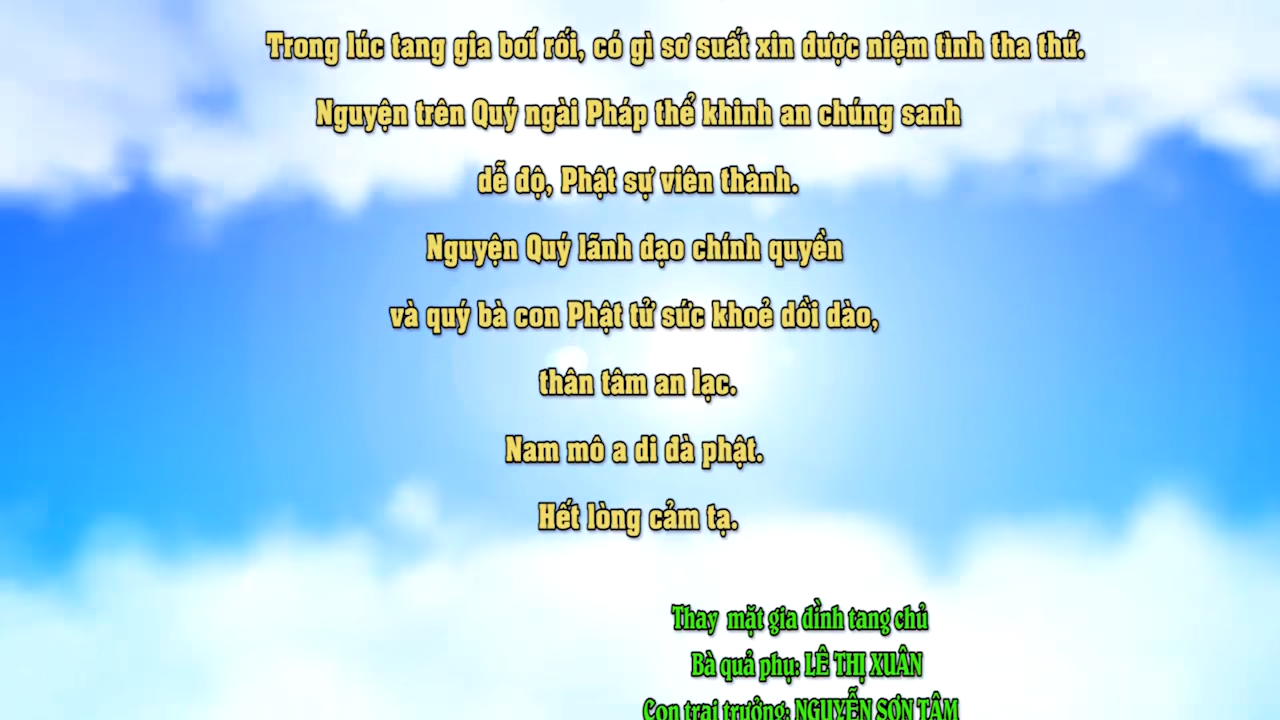 Trong lúc tang gia bối rối, có gì sơ suất xin được niệm tình tha thứ.
Nguyện trên Quý ngài Pháp thể khinh an chúng sanh
dễ độ, Phật sự viên thành.
Nguyện Quý lãnh đạo chính quyền
và quý bà con Phật tử sức khoẻ dồi dào,
thân tâm an lạc.
Nam mô a di đà phật.
Hết lòng cảm tạ.
Thay mặt gia đình tang chủ
Bà quả phụ: LÊ THỊ XUÂN
Con trai trưởng: NGUYỄN SƠN TÂM